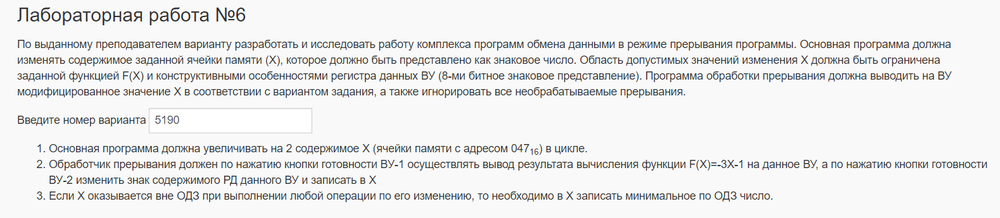 Лабораторная работа №6
По выданному преподавателем варианту разработать и исследовать работу комплекса программ обмена данными в режиме прерывания программы. Основная программа должна
изменять содержимое заданной ячейки памяти (X), которое должно быть представлено как знаковое число. Область допустимых значений изменения X должна быть ограничена
заданной функцией F(X) и конструктивными особенностями регистра данных ВУ (8-ми битное знаковое представление). Программа обработки прерывания должна выводить на ВУ
модифицированное значение X в соответствии с вариантом задания, а также игнорировать все необрабатываемые прерывания.
Введите номер варианта 5190
1. Основная программа должна увеличивать на 2 содержимое X (ячейки памяти с адресом 047₁₆) в цикле.
2. Обработчик прерывания должен по нажатию кнопки готовности ВУ-1 осуществлять вывод результата вычисления функции F(X)=-3X-1 на данное ВУ, а по нажатию кнопки готовности
ВУ-2 изменить знак содержимого РД данного ВУ и записать в X
3. Если X оказывается вне ОДЗ при выполнении любой операции по его изменению, то необходимо в X записать минимальное по ОДЗ число.